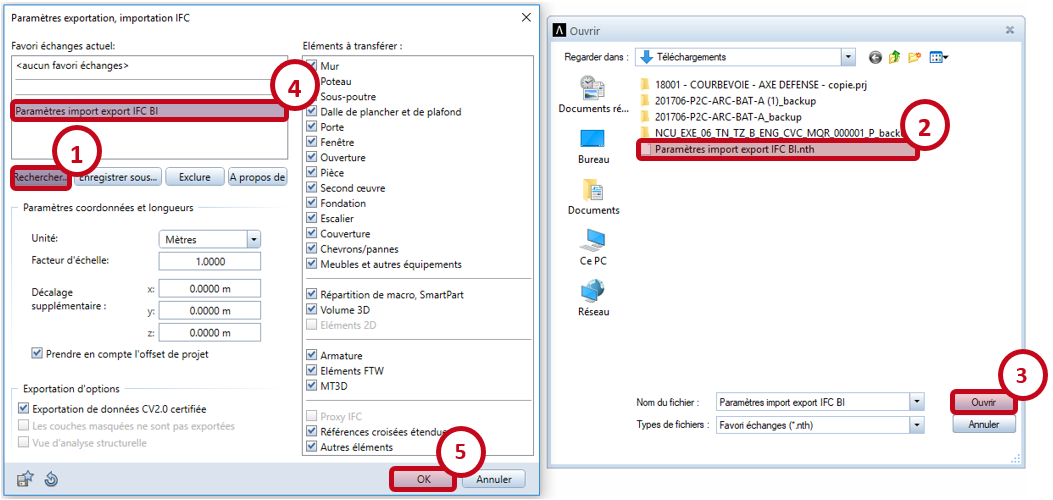 Paramètres exportation, importation IFC
Favori échanges actuel:
<aucun favori échanges>
4
Paramètres import export IFC BI
1
Rechercher...
Enregistrer sous...
Exclure
A propos de
Paramètres coordonnées et longueurs
Unité:
Mètres
Facteur d'échelle:
1.0000
Décalage
supplémentaire :
x:
0.0000 m
y:
0.0000 m
z:
0.0000 m
Prendre en compte l'offset de projet
Exportation d'options
Exportation de données CV2.0 certifiée
Les couches masquées ne sont pas exportées
Vue d'analyse structurelle
Eléments à transférer :
Mur
Poteau
Sous-poutre
Dalle de plancher et de plafond
Porte
Fenêtre
Ouverture
Pièce
Second œuvre
Fondation
Escalier
Couverture
Chevrons/pannes
Meubles et autres équipements
Répartition de macro, SmartPart
Volume 3D
Eléments 2D
Armature
Eléments FTW
MT3D
Proxy IFC
Références croisées étendue
Autres éléments
5
OK
Annuler
Ouvrir
Regarder dans :
Téléchargements
Documents ré...
Bureau
Documents
Ce PC
Réseau
18001 - COURBEVOIE - AXE DEFENSE - copie.prj
201706-P2C-ARC-BAT-A (1)_backup
201706-P2C-ARC-BAT-A_backup
NCU_EXE_06_TN_TZ_B_ENG_CVC_MQR_000001_P_backu
2
Paramètres import export IFC BI.nth
3
Nom du fichier :
Paramètres import export IFC BI
Ouvrir
Types de fichiers :
Favori échanges (*.nth)
Annuler